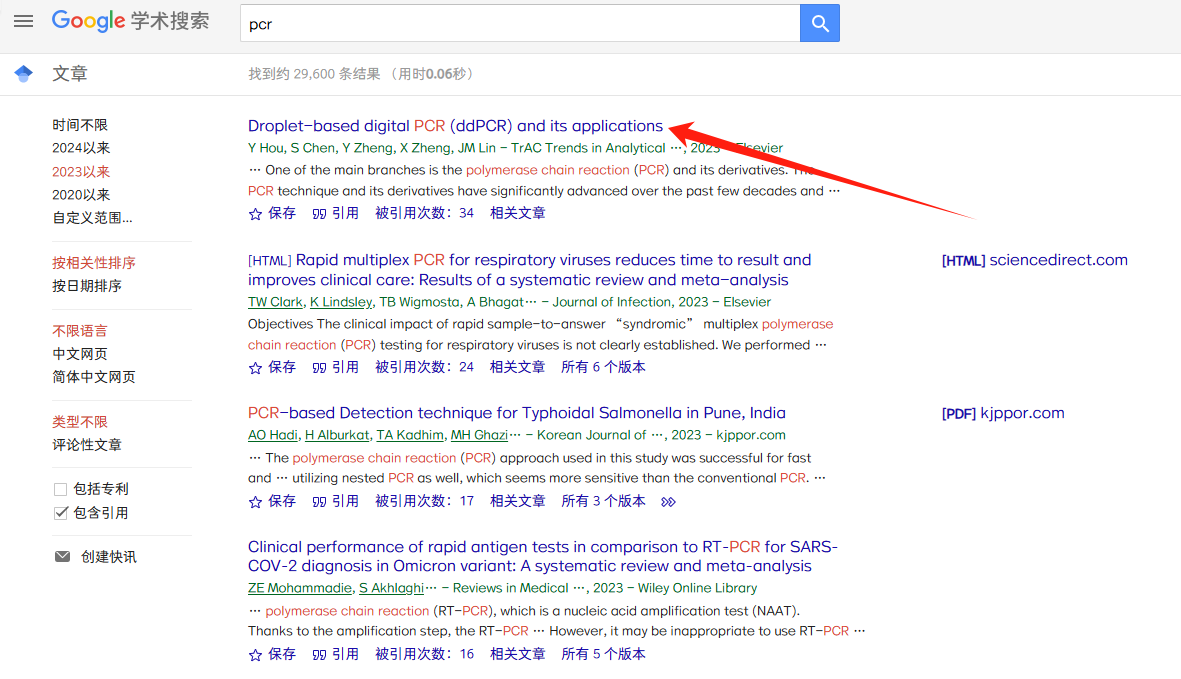 Google 学术搜索
pcr
文章
找到约 29,600 条结果 （用时0.06秒）
时间不限
2024以来
2023以来
2020以来
自定义范围...
按相关性排序
按日期排序
不限语言
中文网页
简体中文网页
类型不限
评论性文章
包括专利
包含引用
创建快讯
Droplet-based digital PCR (ddPCR) and its applications
Y Hou, S Chen, Y Zheng, X Zheng, JM Lin - TrAC Trends in Analytical …, 2023 - Elsevier
… One of the main branches is the polymerase chain reaction (PCR) and its derivatives. The
PCR technique and its derivatives have significantly advanced over the past few decades and …
保存 引用 被引用次数：34 相关文章
[HTML] Rapid multiplex PCR for respiratory viruses reduces time to result and
improves clinical care: Results of a systematic review and meta-analysis
TW Clark, K Lindsley, TB Wigmosta, A Bhagat… - Journal of Infection, 2023 - Elsevier
Objectives The clinical impact of rapid sample-to-answer “syndromic” multiplex polymerase
chain reaction (PCR) testing for respiratory viruses is not clearly established. We performed …
保存 引用 被引用次数：24 相关文章 所有 6 个版本
[HTML] sciencedirect.com
PCR-based Detection technique for Typhoidal Salmonella in Pune, India
AO Hadi, H Alburkat, TA Kadhim, MH Ghazi… - Korean Journal of …, 2023 - kjppor.com
… The polymerase chain reaction (PCR) approach used in this study was successful for fast
and … utilizing nested PCR as well, which seems more sensitive than the conventional PCR. …
保存 引用 被引用次数：17 相关文章 所有 3 个版本
[PDF] kjppor.com
Clinical performance of rapid antigen tests in comparison to RT-PCR for SARS-
COV-2 diagnosis in Omicron variant: A systematic review and meta-analysis
ZE Mohammadie, S Akhlaghi… - Reviews in Medical …, 2023 - Wiley Online Library
… polymerase chain reaction (RT-PCR), which is a nucleic acid amplification test (NAAT).
Thanks to the amplification step, the RT-PCR … However, it may be inappropriate to use RT-PCR …
保存 引用 被引用次数：16 相关文章 所有 5 个版本